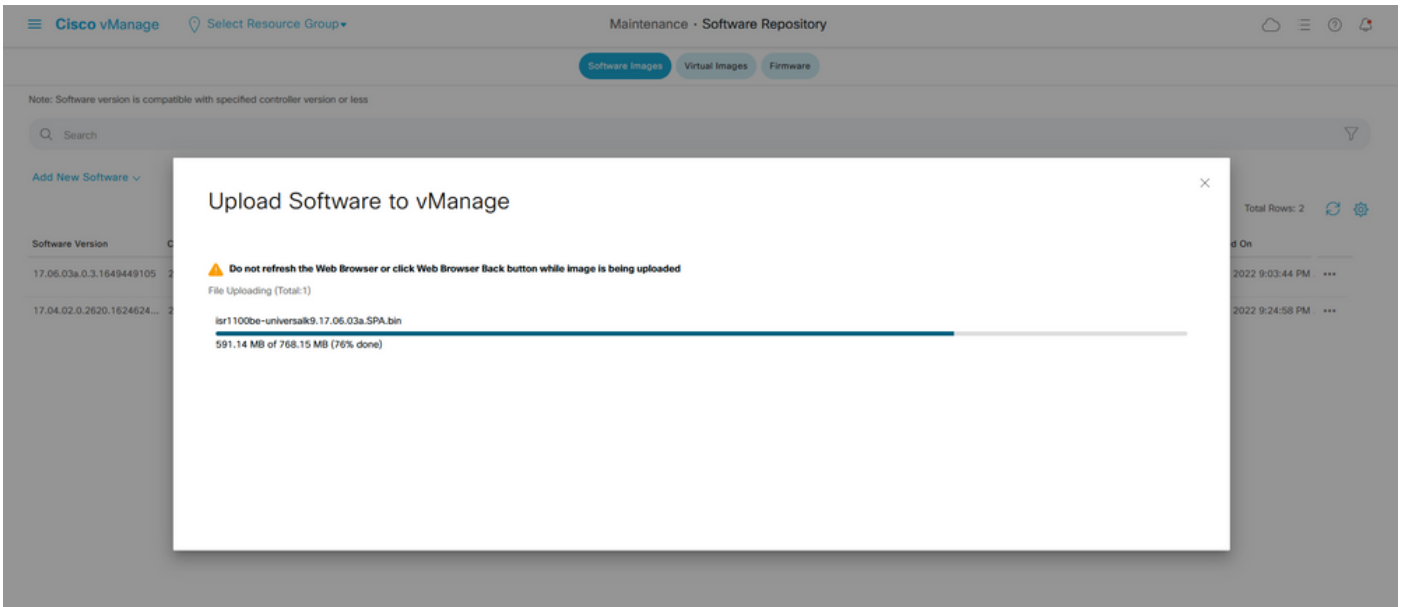 Cisco vManage Select Resource Group▾ Maintenance · Software Repository
Software Images Virtual Images Firmware
Note: Software version is compatible with specified controller version or less
Search
Add New Software
Upload Software to vManage
Total Rows: 2
Software Version C d On
Do not refresh the Web Browser or click Web Browser Back button while image is being uploaded
17.06.03a.0.3.1649449105 2 2022 9:03:44 PM •••
File Uploading (Total:1)
17.04.02.0.2620.1624624... 2 2022 9:24:58 PM •••
isr1100be-universalk9.17.06.03a.SPA.bin
591.14 MB of 768.15 MB (76% done)